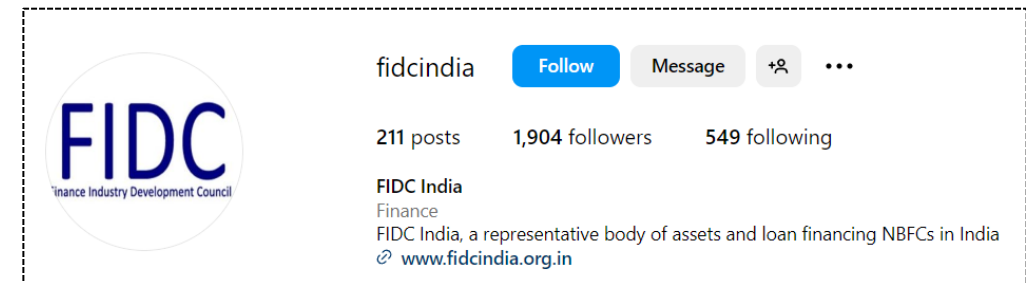 FIDC
Finance Industry Development Council
fidcindia Follow Message
211 posts 1,904 followers 549 following
FIDC India
Finance
FIDC India, a representative body of assets and loan financing NBFCs in India
www.fidcindia.org.in